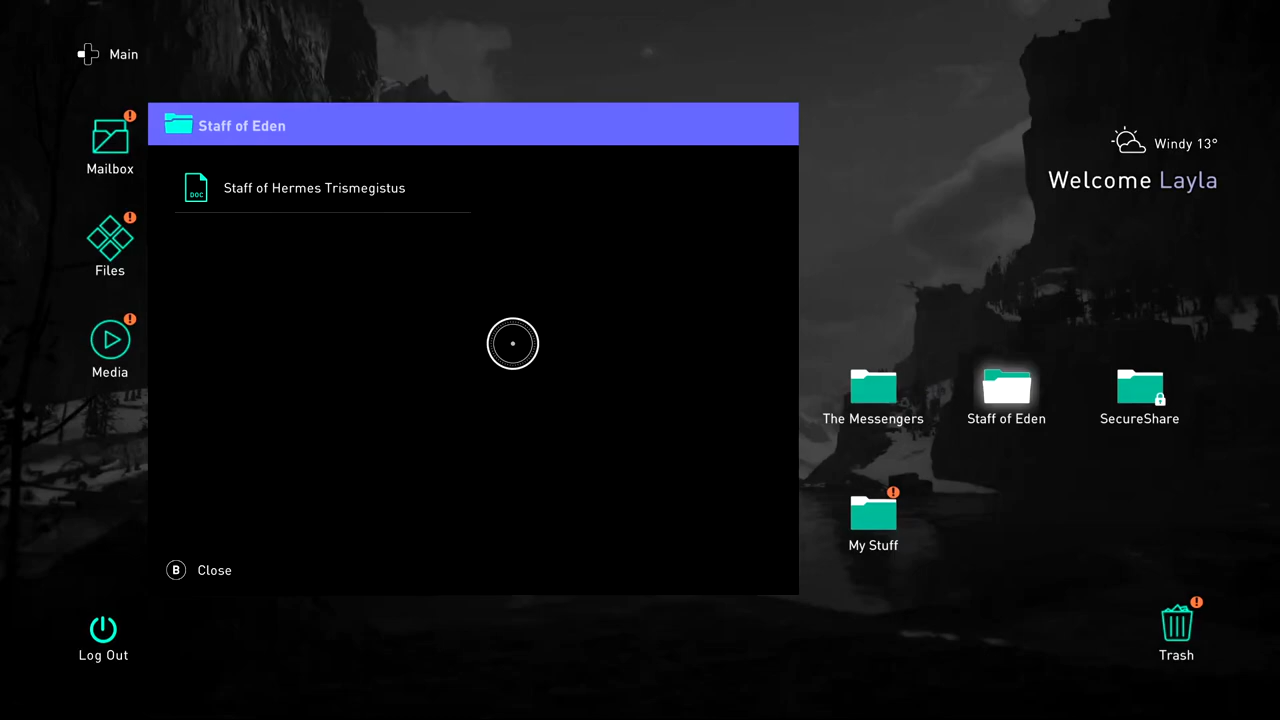 Main
Mailbox
Files
Media
Log Out
Staff of Eden
DOC
Staff of Hermes Trismegistus
B Close
Windy 13°
Welcome Layla
The Messengers
Staff of Eden
SecureShare
My Stuff
Trash